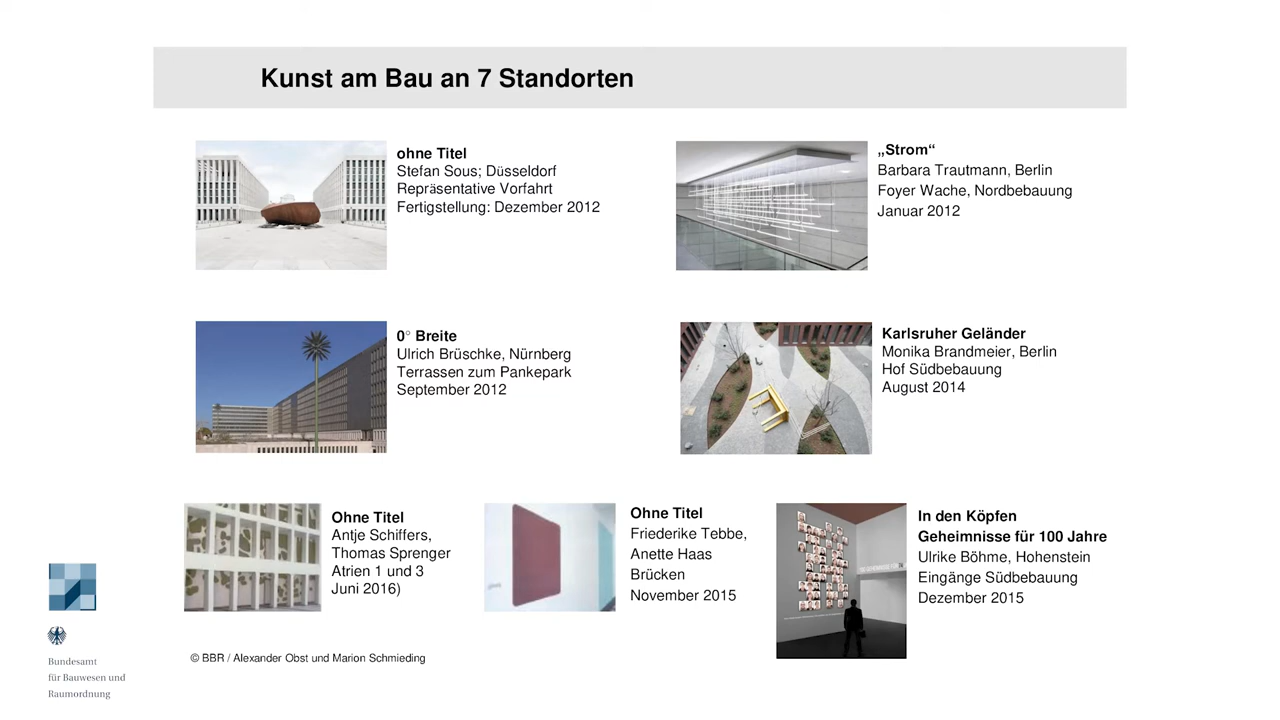 Kunst am Bau an 7 Standorten
ohne Titel
Stefan Sous; Düsseldorf
Repräsentative Vorfahrt
Fertigstellung: Dezember 2012
„Strom“
Barbara Trautmann, Berlin
Foyer Wache, Nordbebauung
Januar 2012
0° Breite
Ulrich Brüschke, Nürnberg
Terrassen zum Pankepark
September 2012
Karlsruher Geländer
Monika Brandmeier, Berlin
Hof Südbebauung
August 2014
Ohne Titel
Antje Schiffers,
Thomas Sprenger
Atrien 1 und 3
Juni 2016)
Ohne Titel
Friederike Tebbe,
Anette Haas
Brücken
November 2015
In den Köpfen
Geheimnisse für 100 Jahre
Ulrike Böhme, Hohenstein
Eingänge Südbebauung
Dezember 2015
© BBR / Alexander Obst und Marion Schmieding
Bundesamt
für Bauwesen und
Raumordnung